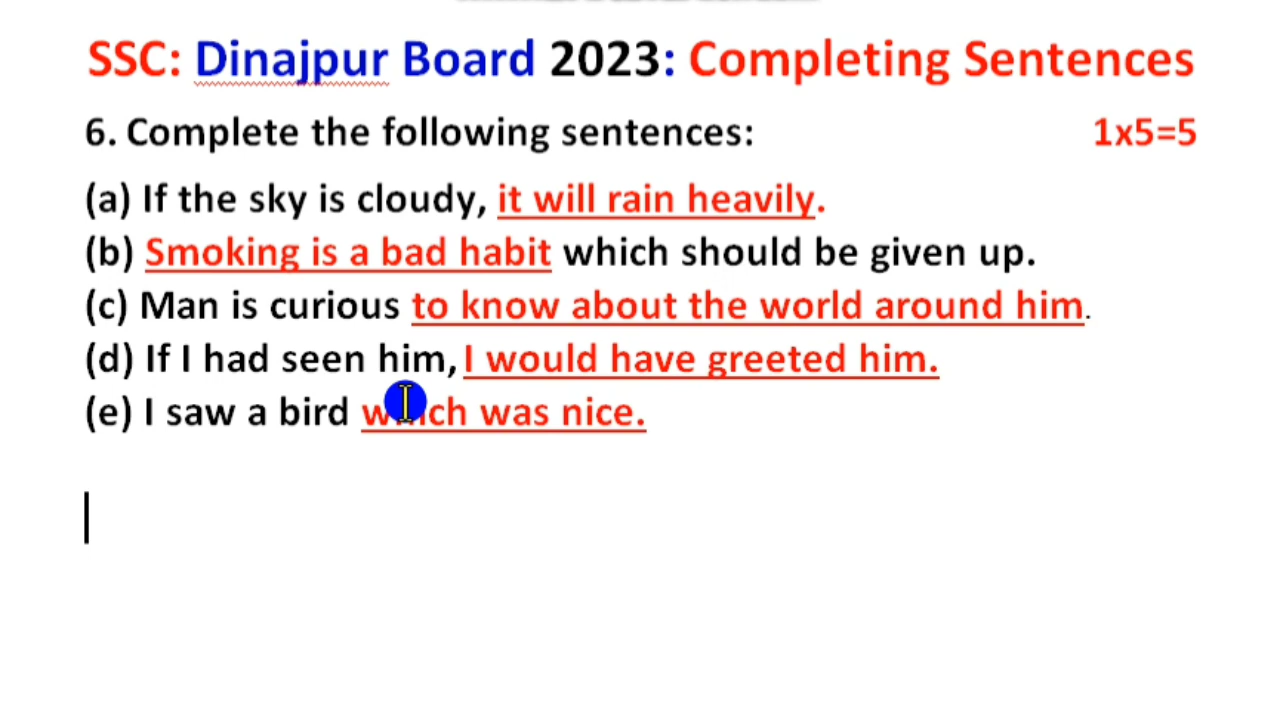 SSC: Dinajpur Board 2023: Completing Sentences
6. Complete the following sentences: 1x5=5
(a) If the sky is cloudy, it will rain heavily.
(b) Smoking is a bad habit which should be given up.
(c) Man is curious to know about the world around him.
(d) If I had seen him, I would have greeted him.
(e) I saw a bird which was nice.